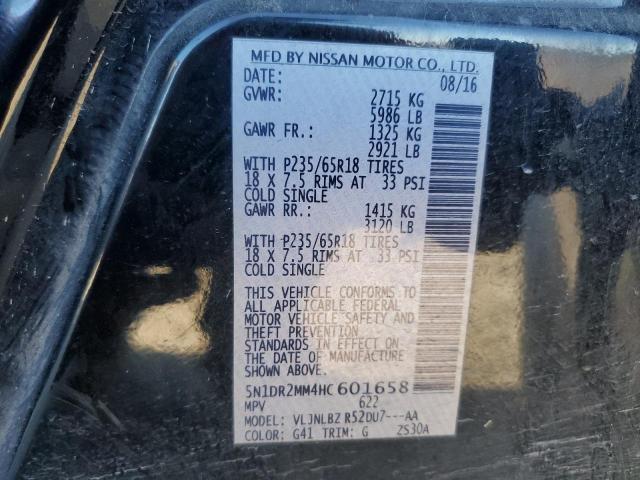 MFD BY NISSAN MOTOR CO., LTD.
DATE: 08/16
GVWR: 2715 KG
5986 LB
GAWR FR.: 1325 KG
2921 LB
WITH P235/65R18 TIRES
18 X 7.5 RIMS AT 33 PSI
COLD SINGLE
GAWR RR.: 1415 KG
3120 LB
WITH P235/65R18 TIRES
18 X 7.5 RIMS AT 33 PSI
COLD SINGLE
THIS VEHICLE CONFORMS TO
ALL APPLICABLE FEDERAL
MOTOR VEHICLE SAFETY AND
THEFT PREVENTION
STANDARDS IN EFFECT ON
THE DATE OF MANUFACTURE
SHOWN ABOVE.
5N1DR2MM4HC601658
MPV 622
MODEL: VLJNLBZ R52DU7---AA
COLOR: G41 TRIM: G ZS30A